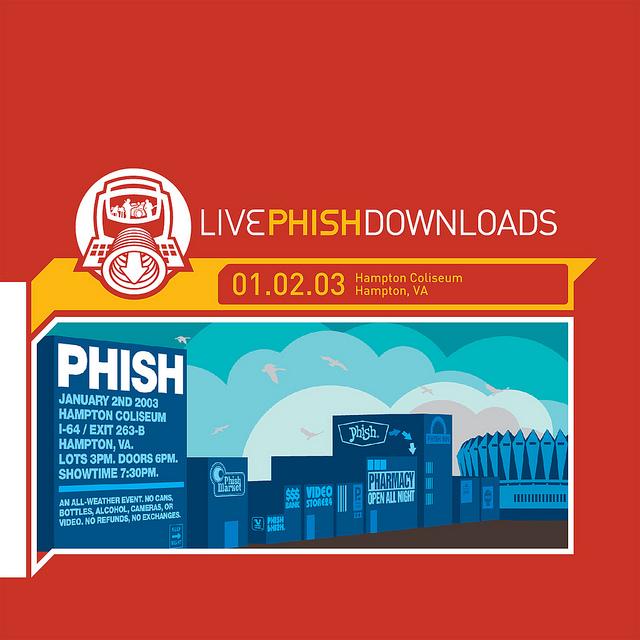 LIVEPHISHDOWNLOADS
01.02.03
Hampton Coliseum
Hampton, VA
PHISH
JANUARY 2ND 2003
HAMPTON COLISEUM
I-64 / EXIT 263-B
HAMPTON, VA.
LOTS 3PM. DOORS 6PM.
SHOWTIME 7:30PM.
AN ALL-WEATHER EVENT. NO CANS,
BOTTLES, ALCOHOL, CAMERAS, OR
VIDEO. NO REFUNDS, NO EXCHANGES.
Phish
Market
$$$
BANK
VIDEO
phish.
PHARMACY
OPEN ALL NIGHT